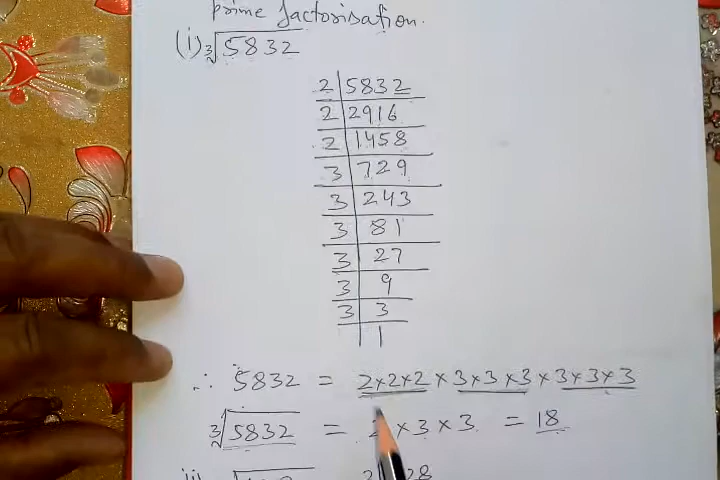 prime factorisation.
(i) ∛5832
2 | 5832
2 | 2916
2 | 1458
3 | 729
3 | 243
3 | 81
3 | 27
3 | 9
3 | 3
1
∴ 5832 = 2×2×2 × 3×3×3 × 3×3×3
∛5832 = 2 × 3 × 3 = 18